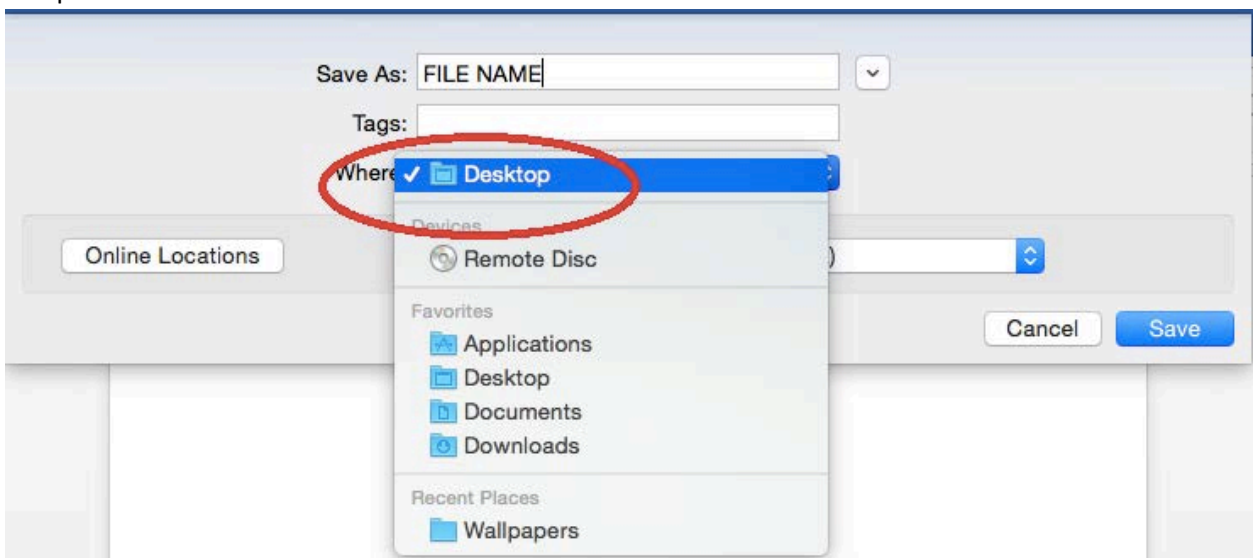 Save As: FILE NAME
Tags:
Where ✓ Desktop
Devices
Online Locations
Remote Disc
)
Favorites
Applications
Cancel Save
Desktop
Documents
Downloads
Recent Places
Wallpapers